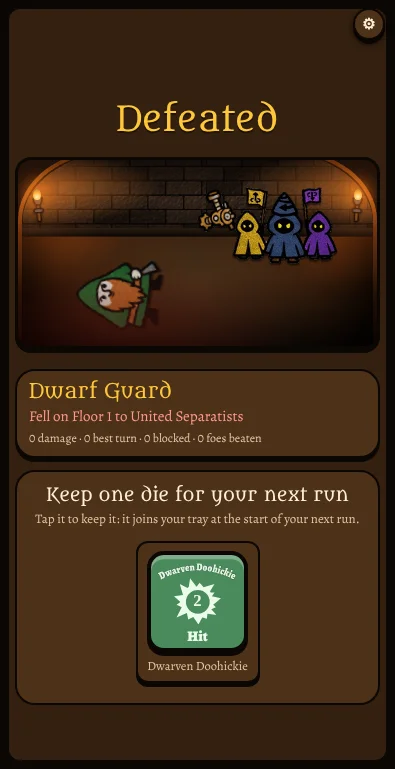 Defeated
Dwarf Guard
Fell on Floor 1 to United Separatists
0 damage · 0 best turn · 0 blocked · 0 foes beaten
Keep one die for your next run
Tap it to keep it: it joins your tray at the start of your next run.
Dwarven Doohickie
2
Hit
Dwarven Doohickie